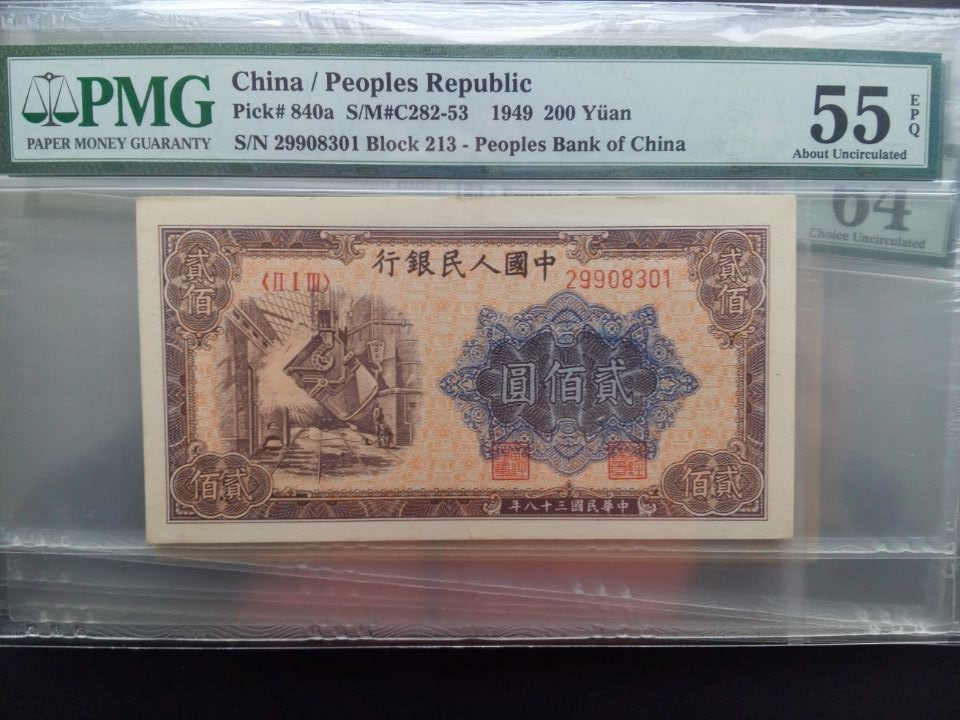 PMG
PAPER MONEY GUARANTY
China / Peoples Republic
Pick# 840a S/M#C282-53 1949 200 Yüan
S/N 29908301 Block 213 - Peoples Bank of China
55
EPQ
About Uncirculated
64
Choice Uncirculated
行銀民人國中
〈Ⅱ Ⅰ Ⅲ〉
29908301
貳佰
貳佰
圓佰貳
佰貳
佰貳
年八十三國民華中